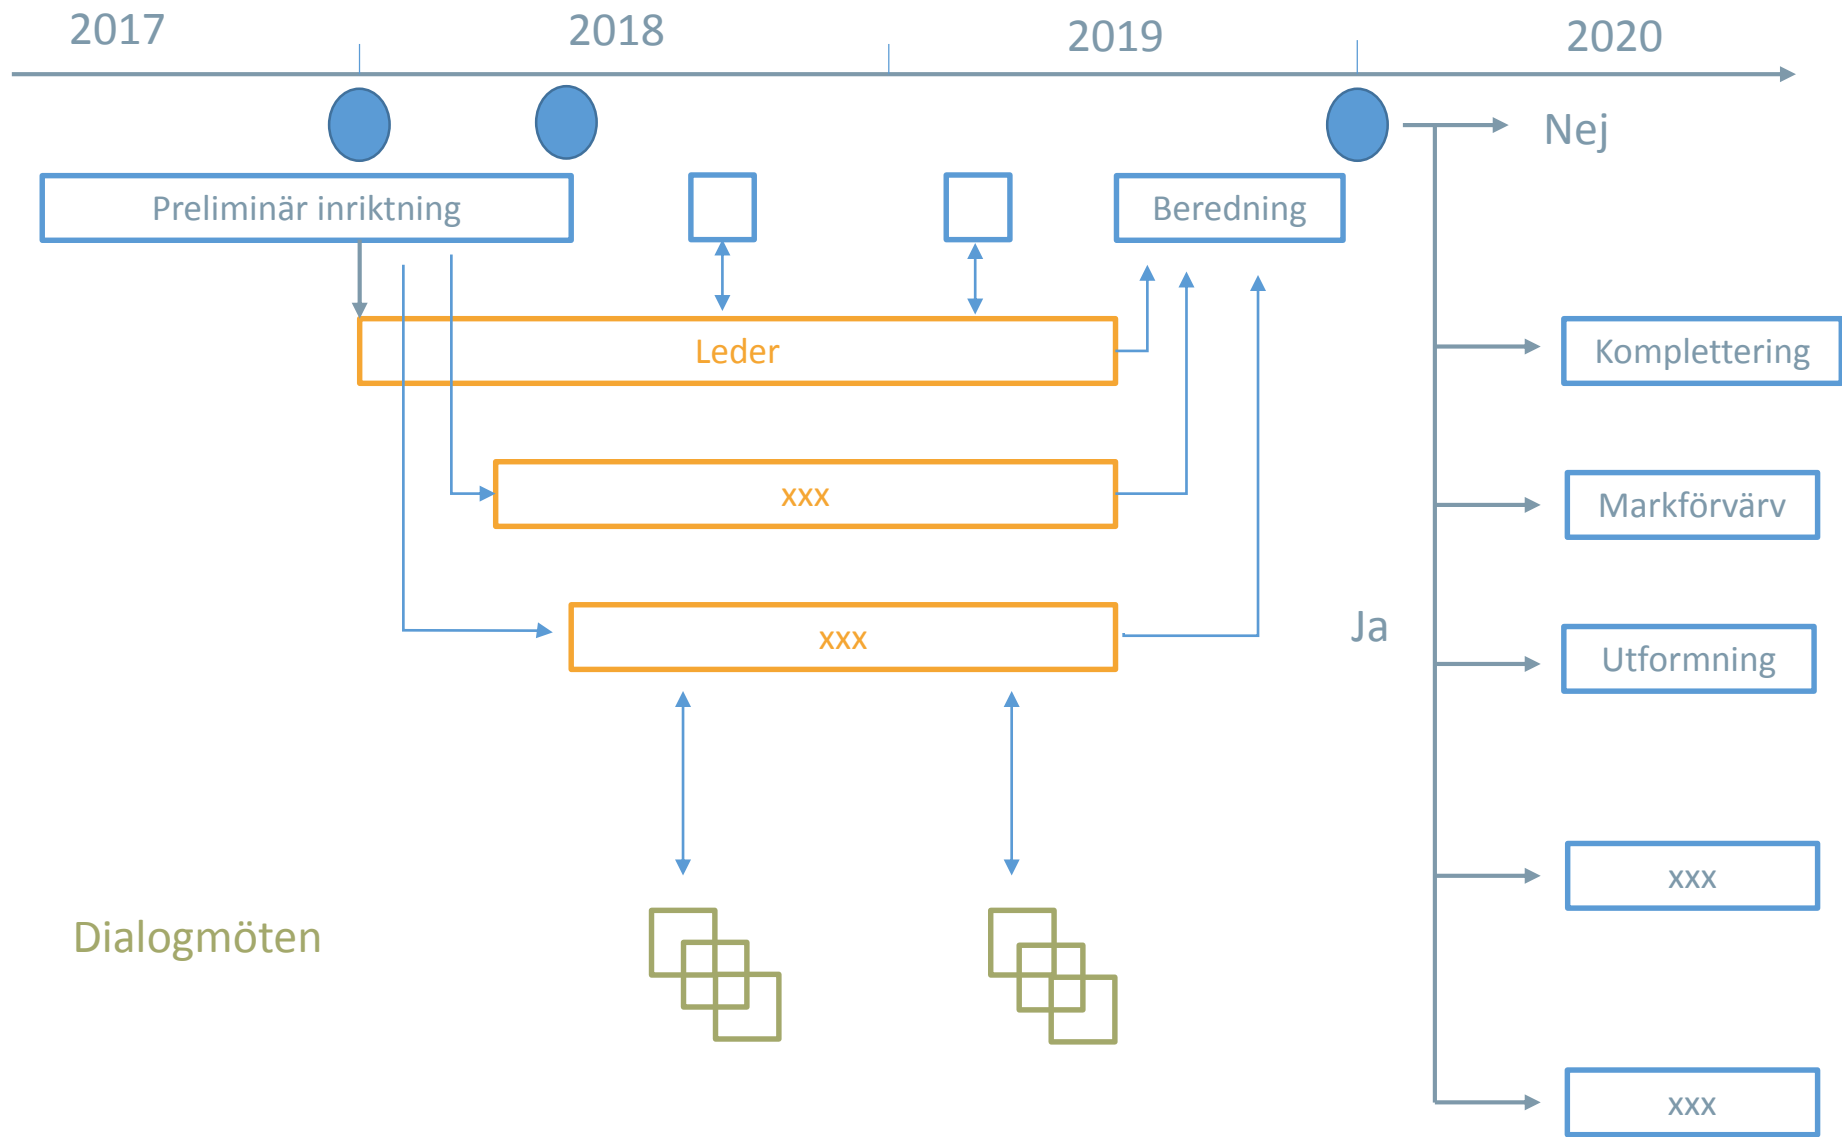 2017
2018
2019
2020
Nej
Preliminär inriktning
Beredning
Leder
Komplettering
xxx
Markförvärv
Ja
xxx
Utformning
xxx
Dialogmöten
xxx